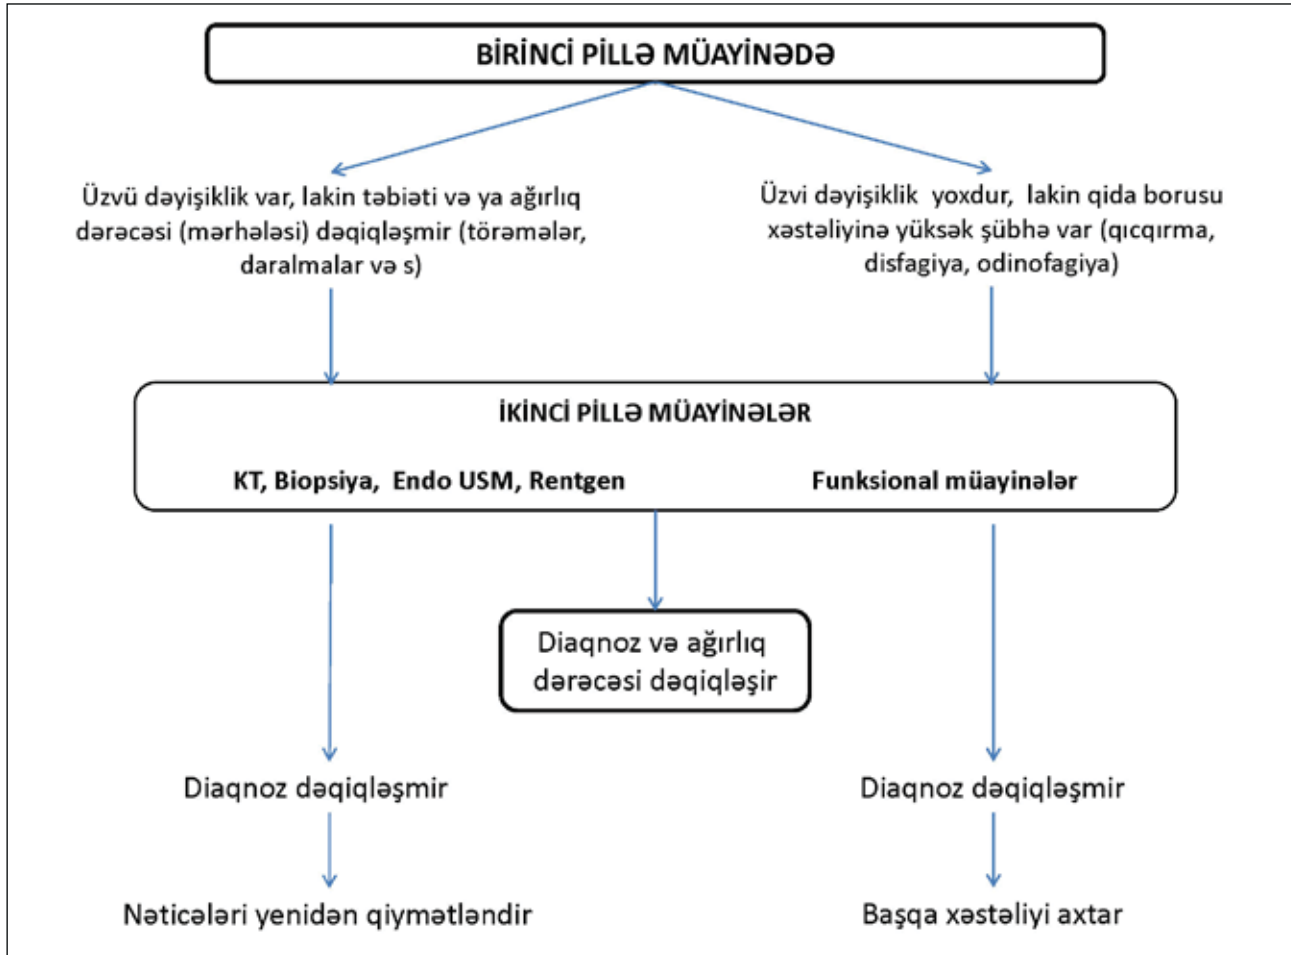 BİRİNCİ PİLLƏ MÜAYİNƏDƏ
Üzvü dəyişiklik var, lakin təbiəti və ya ağırlıq
dərəcəsi (mərhələsi) dəqiqləşmir (törəmələr,
daralmalar və s)
Üzvi dəyişiklik yoxdur, lakin qida borusu
xəstəliyinə yüksək şübhə var (qıcqırma,
disfagiya, odinofagiya)
İKİNCİ PİLLƏ MÜAYİNƏLƏR
KT, Biopsiya, Endo USM, Rentgen
Funksional müayinələr
Diaqnoz və ağırlıq
dərəcəsi dəqiqləşir
Diaqnoz dəqiqləşmir
Diaqnoz dəqiqləşmir
Nəticələri yenidən qiymətləndir
Başqa xəstəliyi axtar